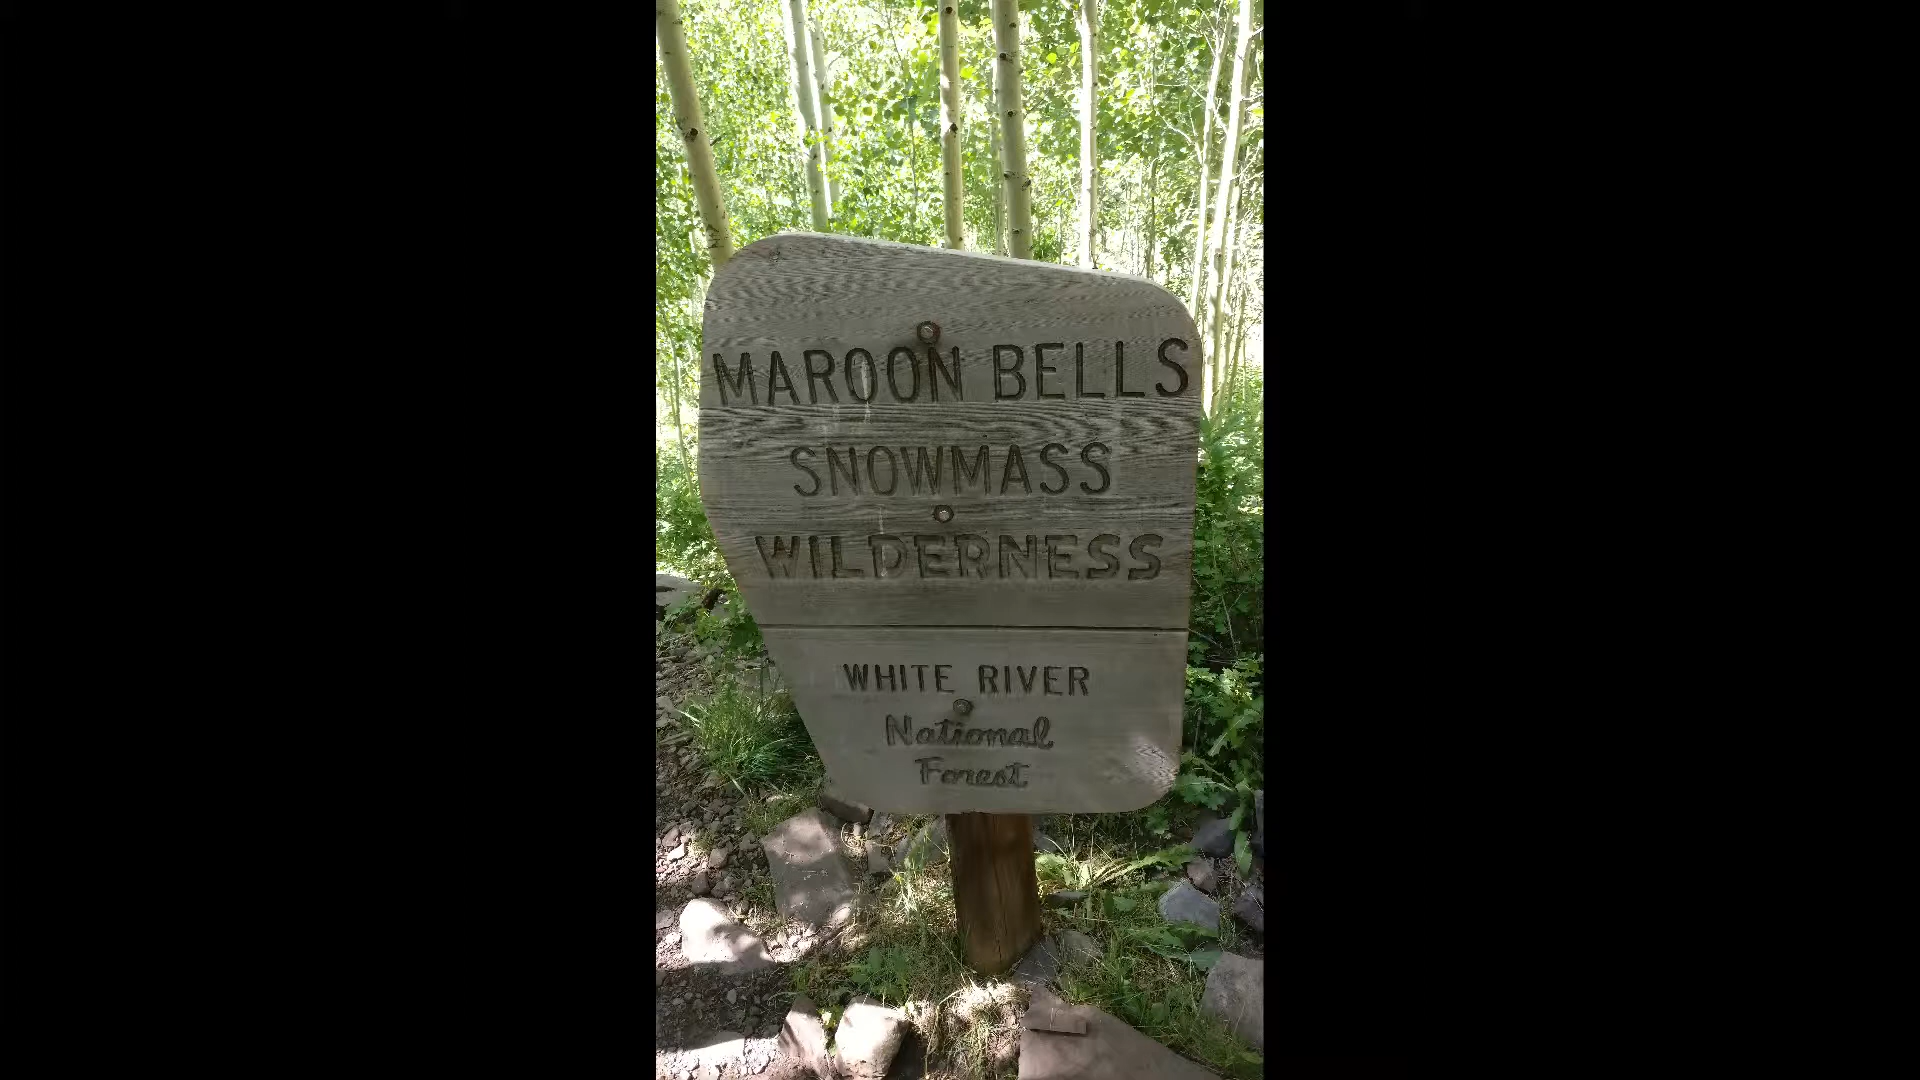 MAROON BELLS
SNOWMASS
WILDERNESS
WHITE RIVER
National
Forest